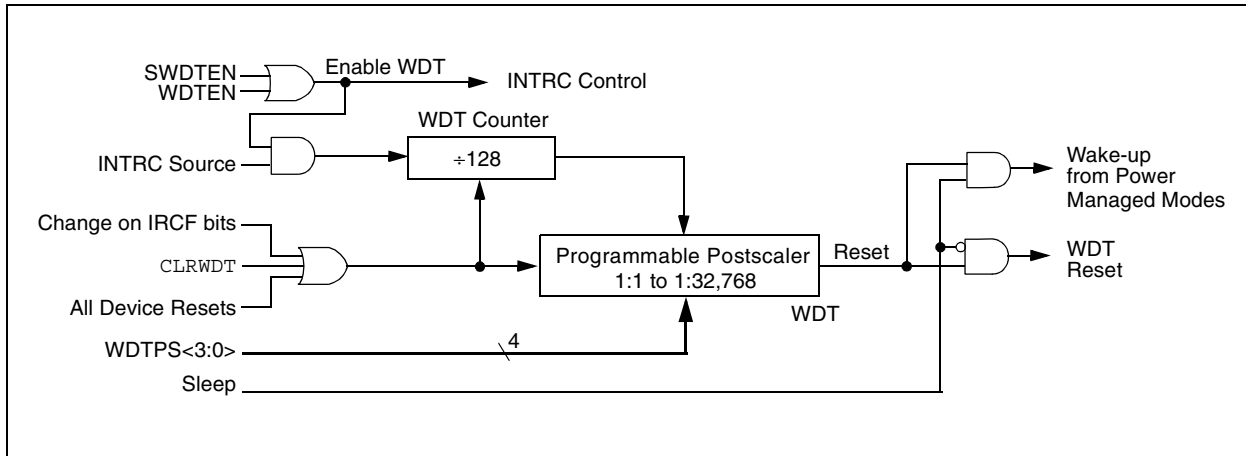 SWDTEN
WDTEN
Enable WDT
INTRC Control
WDT Counter
÷128
INTRC Source
Wake-up
from Power
Managed Modes
Change on IRCF bits
CLRWDT
All Device Resets
Programmable Postscaler
1:1 to 1:32,768
Reset
WDT
Reset
WDT
WDTPS<3:0>
4
Sleep